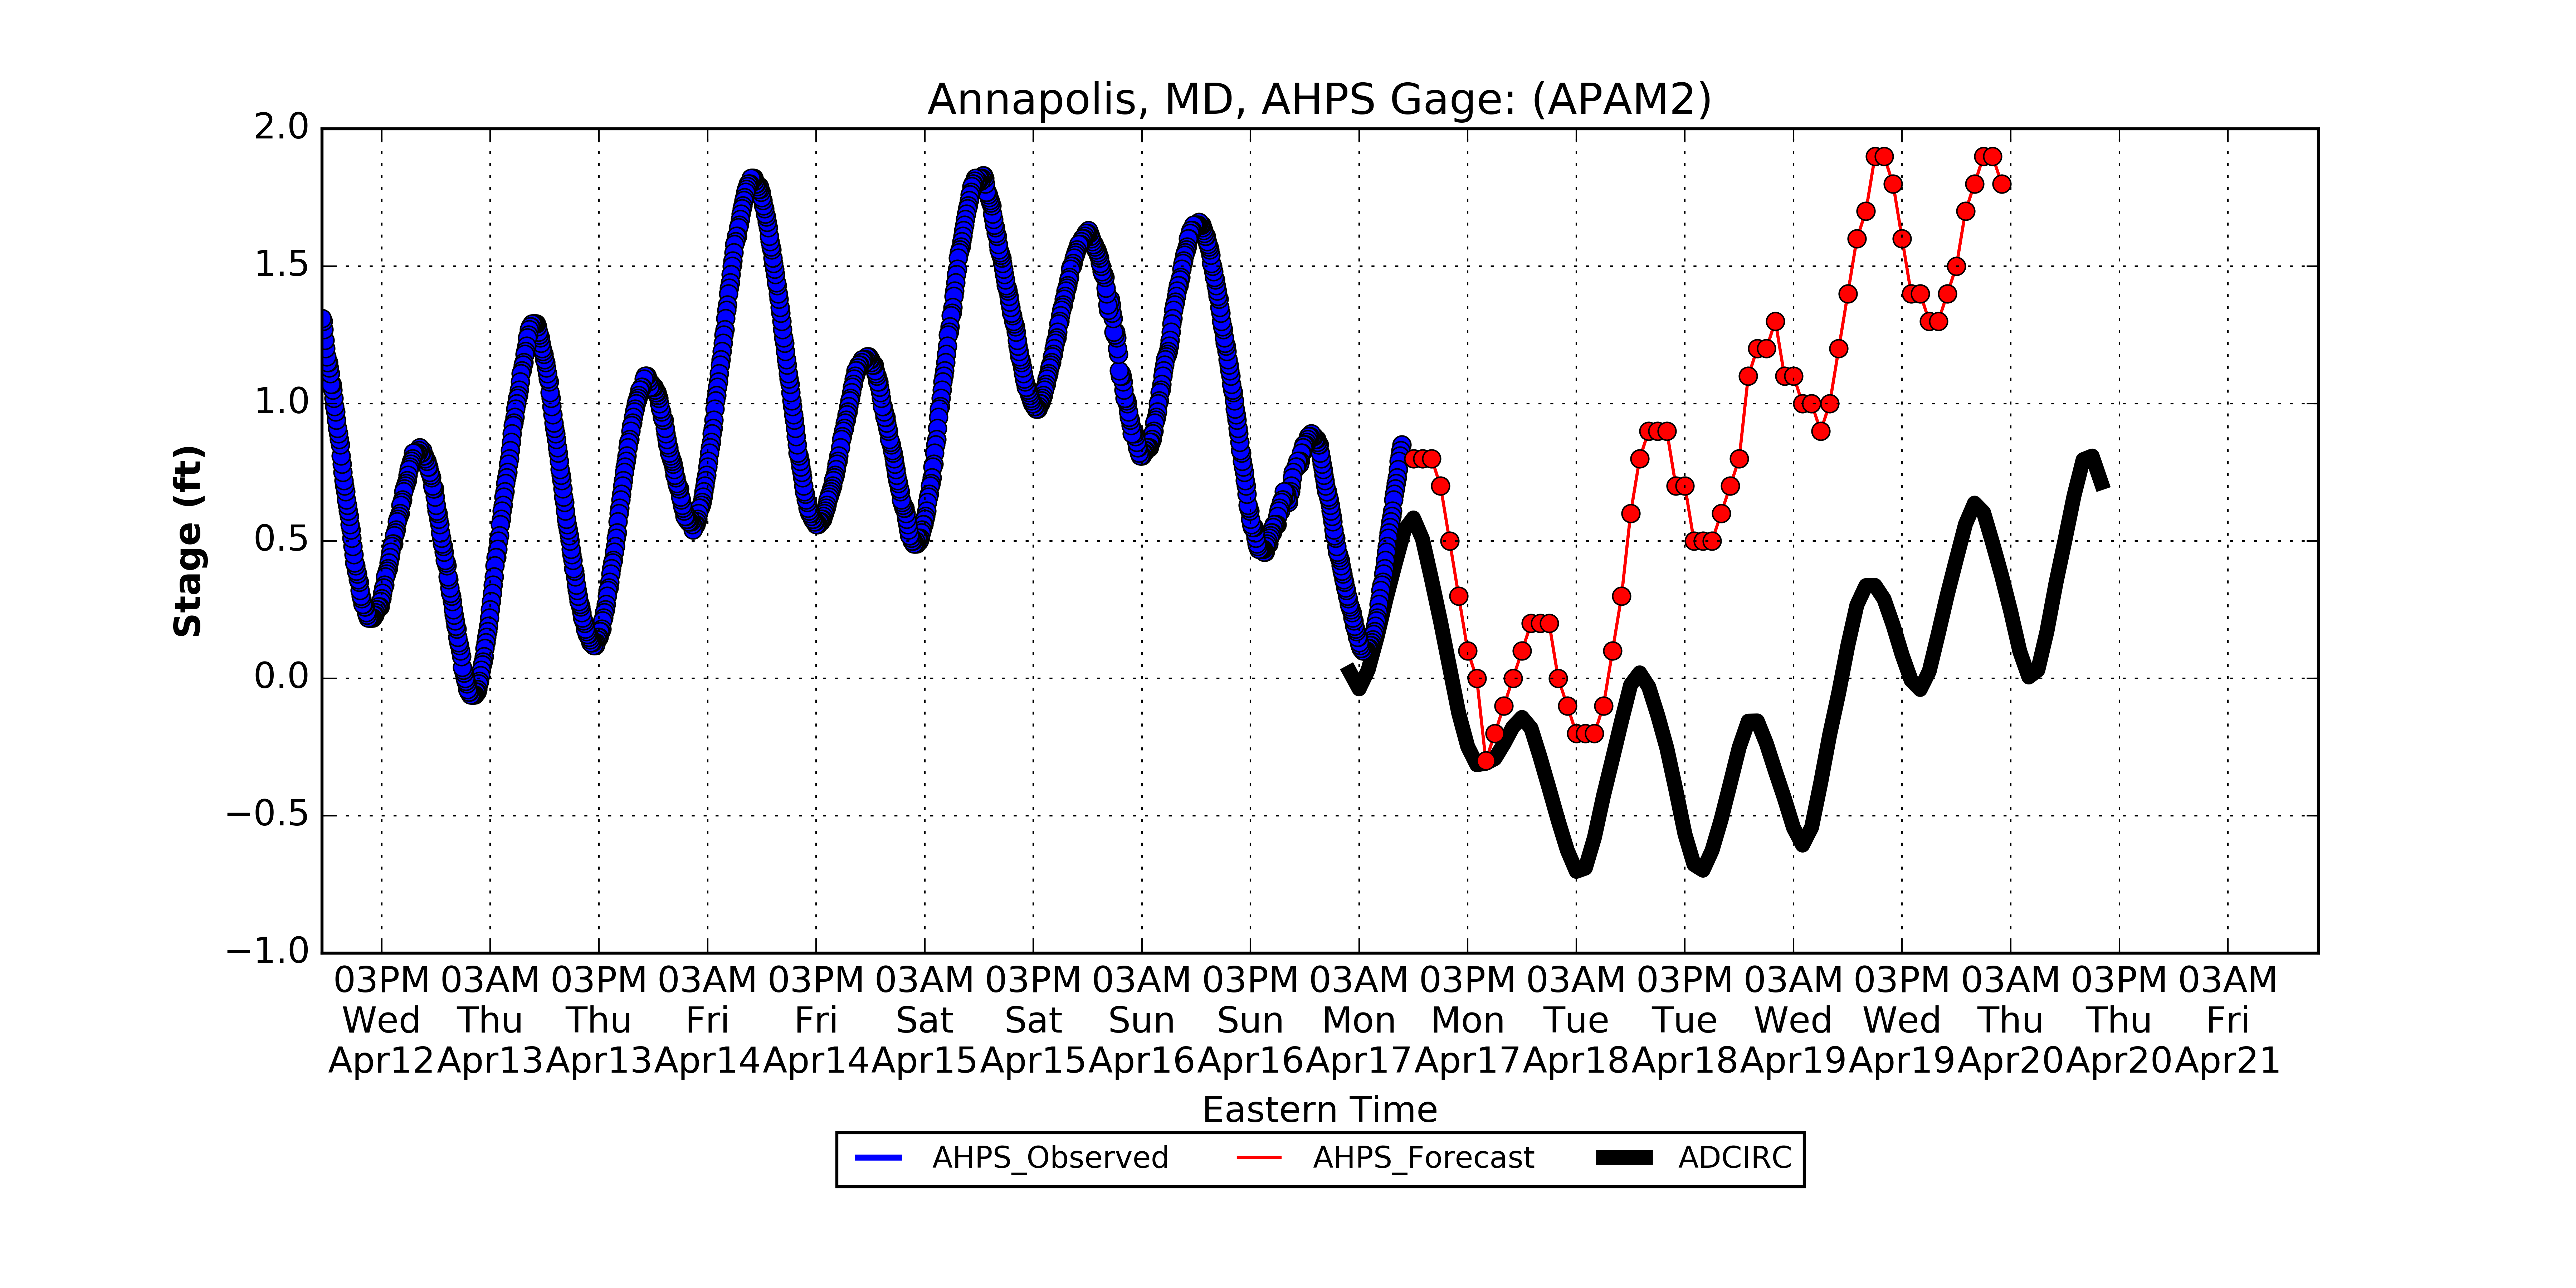 Annapolis, MD, AHPS Gage: (APAM2)
2.0
1.5
1.0
0.5
0.0
−0.5
−1.0
Stage (ft)
03PM 03AM 03PM 03AM 03PM 03AM 03PM 03AM 03PM 03AM 03PM 03AM 03PM 03AM 03PM 03AM 03PM 03AM
Wed Thu Thu Fri Fri Sat Sat Sun Sun Mon Mon Tue Tue Wed Wed Thu Thu Fri
Apr12 Apr13 Apr13 Apr14 Apr14 Apr15 Apr15 Apr16 Apr16 Apr17 Apr17 Apr18 Apr18 Apr19 Apr19 Apr20 Apr20 Apr21
Eastern Time
AHPS_Observed AHPS_Forecast ADCIRC